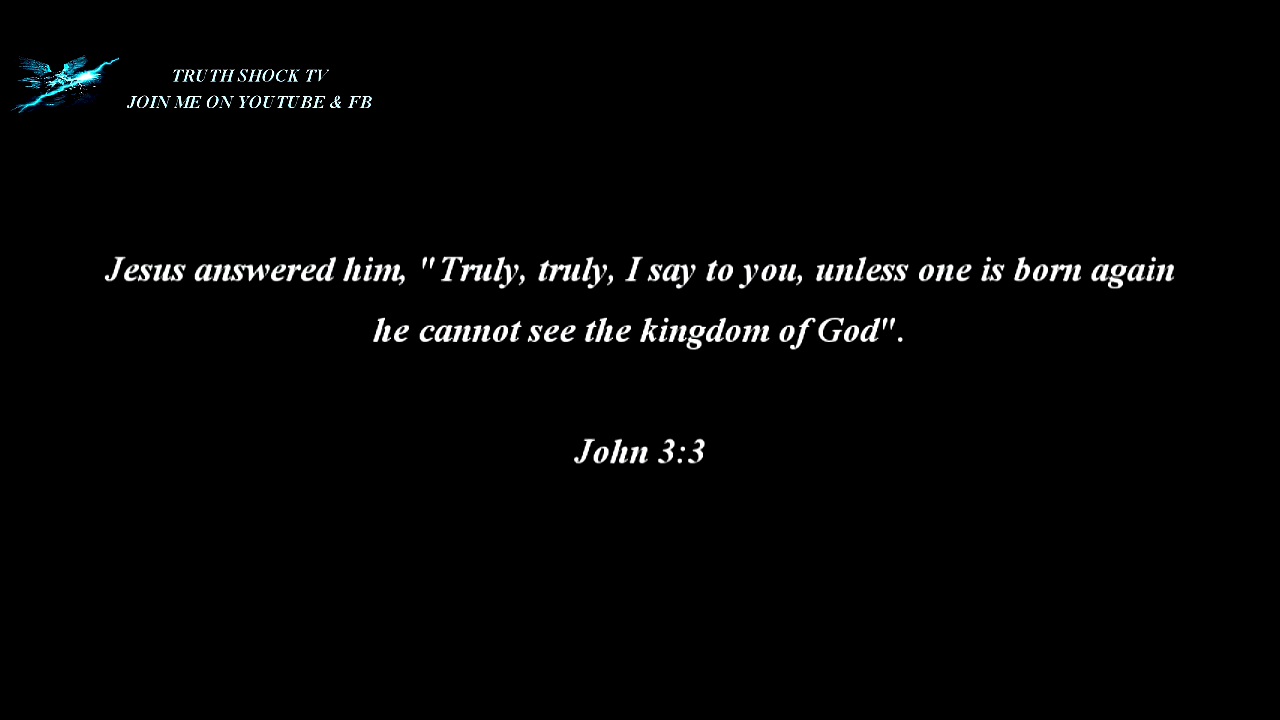 TRUTH SHOCK TV
JOIN ME ON YOUTUBE & FB
Jesus answered him, "Truly, truly, I say to you, unless one is born again
he cannot see the kingdom of God".
John 3:3